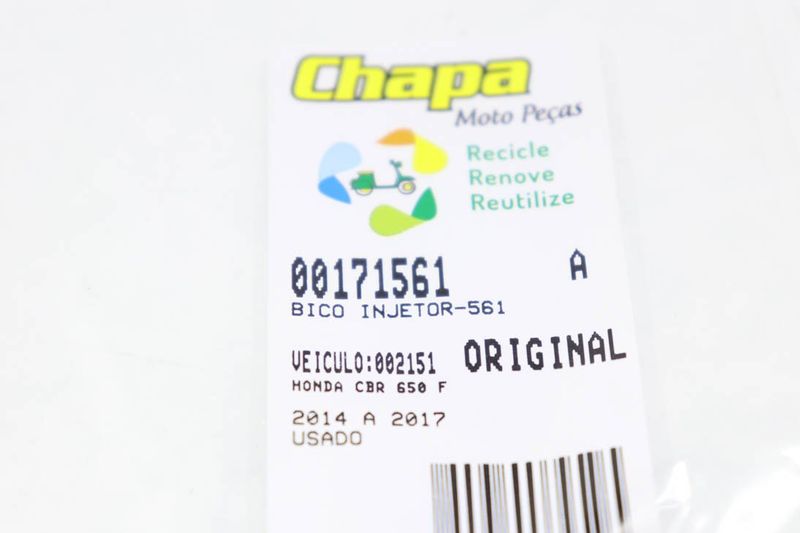 Chapa
Moto Peças
Recicle
Renove
Reutilize
00171561 A
BICO INJETOR-561
VEICULO:002151 ORIGINAL
HONDA CBR 650 F
2014 A 2017
USADO